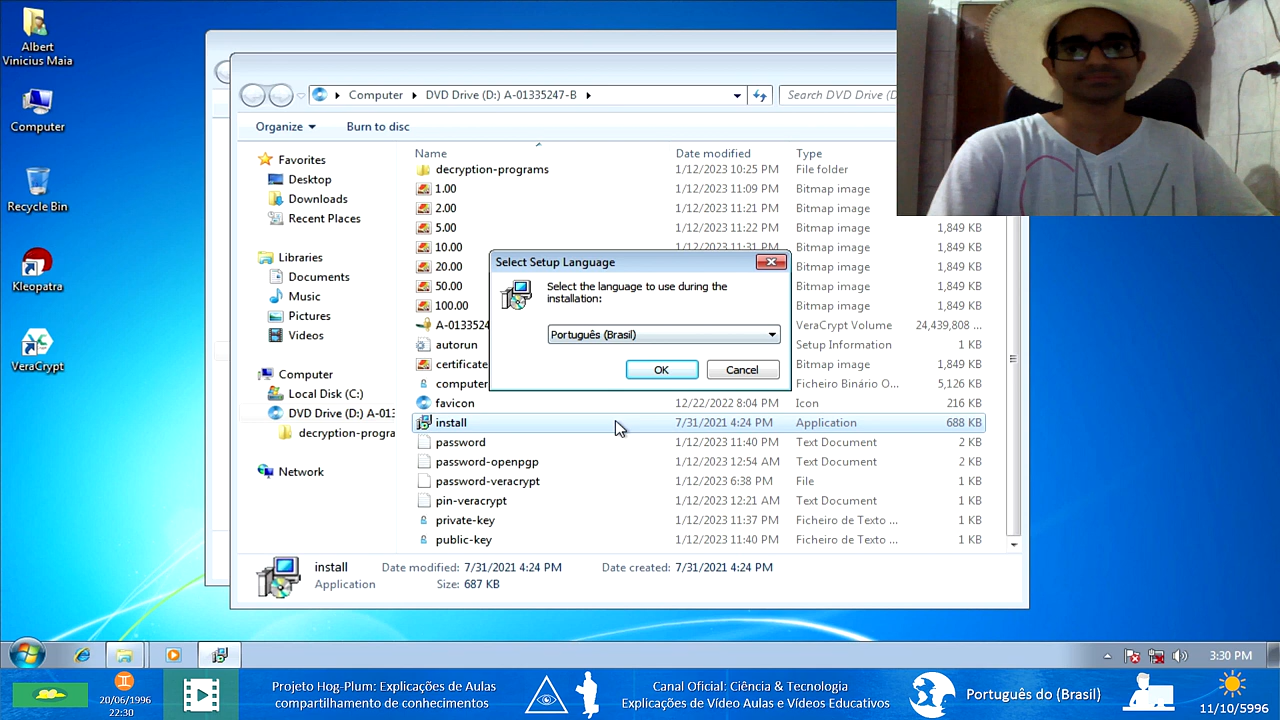 Albert
Vinicius Maia
Computer
Recycle Bin
Kleopatra
VeraCrypt
Computer
DVD Drive (D:) A-01335247-B
Search DVD Drive (D
Organize
Burn to disc
Favorites
Desktop
Downloads
Recent Places
Libraries
Documents
Music
Pictures
Videos
Computer
Local Disk (C:)
DVD Drive (D:) A-01:
decryption-progra
Network
Name Date modified Type
decryption-programs 1/12/2023 10:25 PM File folder
1.00 1/12/2023 11:09 PM Bitmap image
2.00 1/12/2023 11:21 PM Bitmap image
5.00 1/12/2023 11:22 PM Bitmap image 1,849 KB
10.00 1/12/2023 11:31 PM Bitmap image 1,849 KB
20.00 Bitmap image 1,849 KB
50.00 Bitmap image 1,849 KB
100.00 Bitmap image 1,849 KB
A-0133524 VeraCrypt Volume 24,439,808 ...
autorun Setup Information 1 KB
certificate Bitmap image 1,849 KB
computer Ficheiro Binário O... 5,126 KB
favicon 12/22/2022 8:04 PM Icon 216 KB
install 7/31/2021 4:24 PM Application 688 KB
password 1/12/2023 11:40 PM Text Document 2 KB
password-openpgp 1/12/2023 12:54 AM Text Document 2 KB
password-veracrypt 1/12/2023 6:38 PM File 1 KB
pin-veracrypt 1/12/2023 12:21 AM Text Document 1 KB
private-key 1/12/2023 11:37 PM Ficheiro de Texto ... 1 KB
public-key 1/12/2023 11:40 PM Ficheiro de Texto ... 1 KB
Select Setup Language
Select the language to use during the
installation:
Português (Brasil)
OK
Cancel
install Date modified: 7/31/2021 4:24 PM Date created: 7/31/2021 4:24 PM
Application Size: 687 KB
3:30 PM
20/06/1996
22:30
Projeto Hog-Plum: Explicações de Aulas
compartilhamento de conhecimentos
Canal Oficial: Ciência & Tecnologia
Explicações de Vídeo Aulas e Vídeos Educativos
Português do (Brasil)
11/10/5996